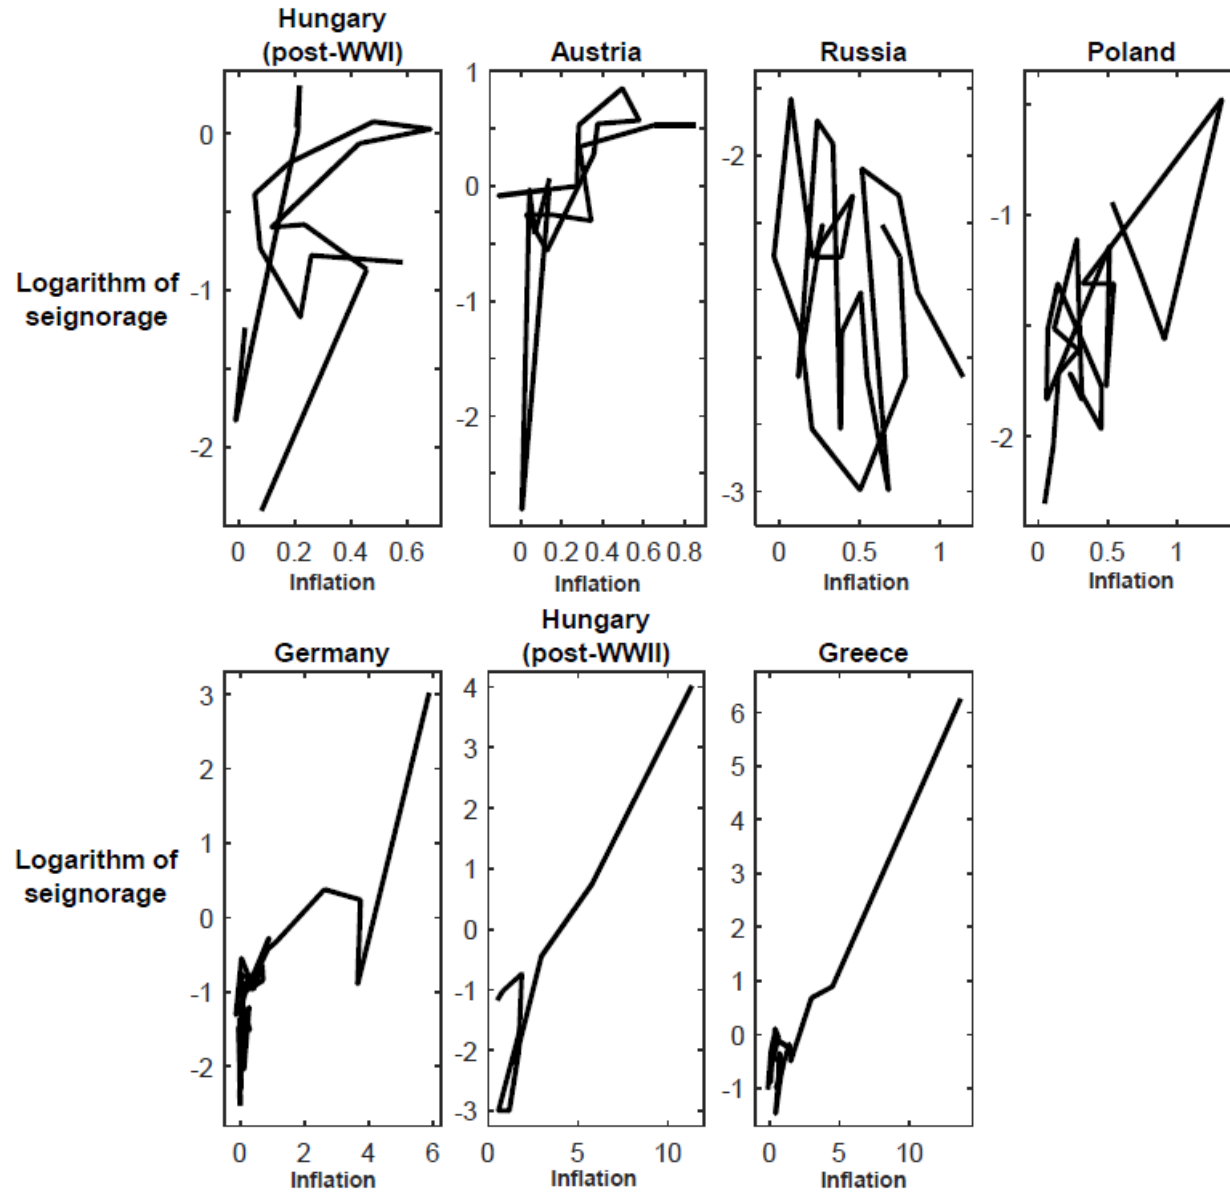 Hungary
(post-WWI)
Austria
Russia
Poland
Logarithm of
seignorage
0
-1
-2
1
0
-1
-2
-2
-3
-1
-2
0 0.2 0.4 0.6
0 0.2 0.4 0.6 0.8
0 0.5 1
0 0.5 1
Inflation
Inflation
Inflation
Inflation
Germany
Hungary
(post-WWII)
Greece
Logarithm of
seignorage
3
2
1
0
-1
-2
4
3
2
1
0
-1
-2
-3
6
5
4
3
2
1
0
-1
0 2 4 6
0 5 10
0 5 10
Inflation
Inflation
Inflation